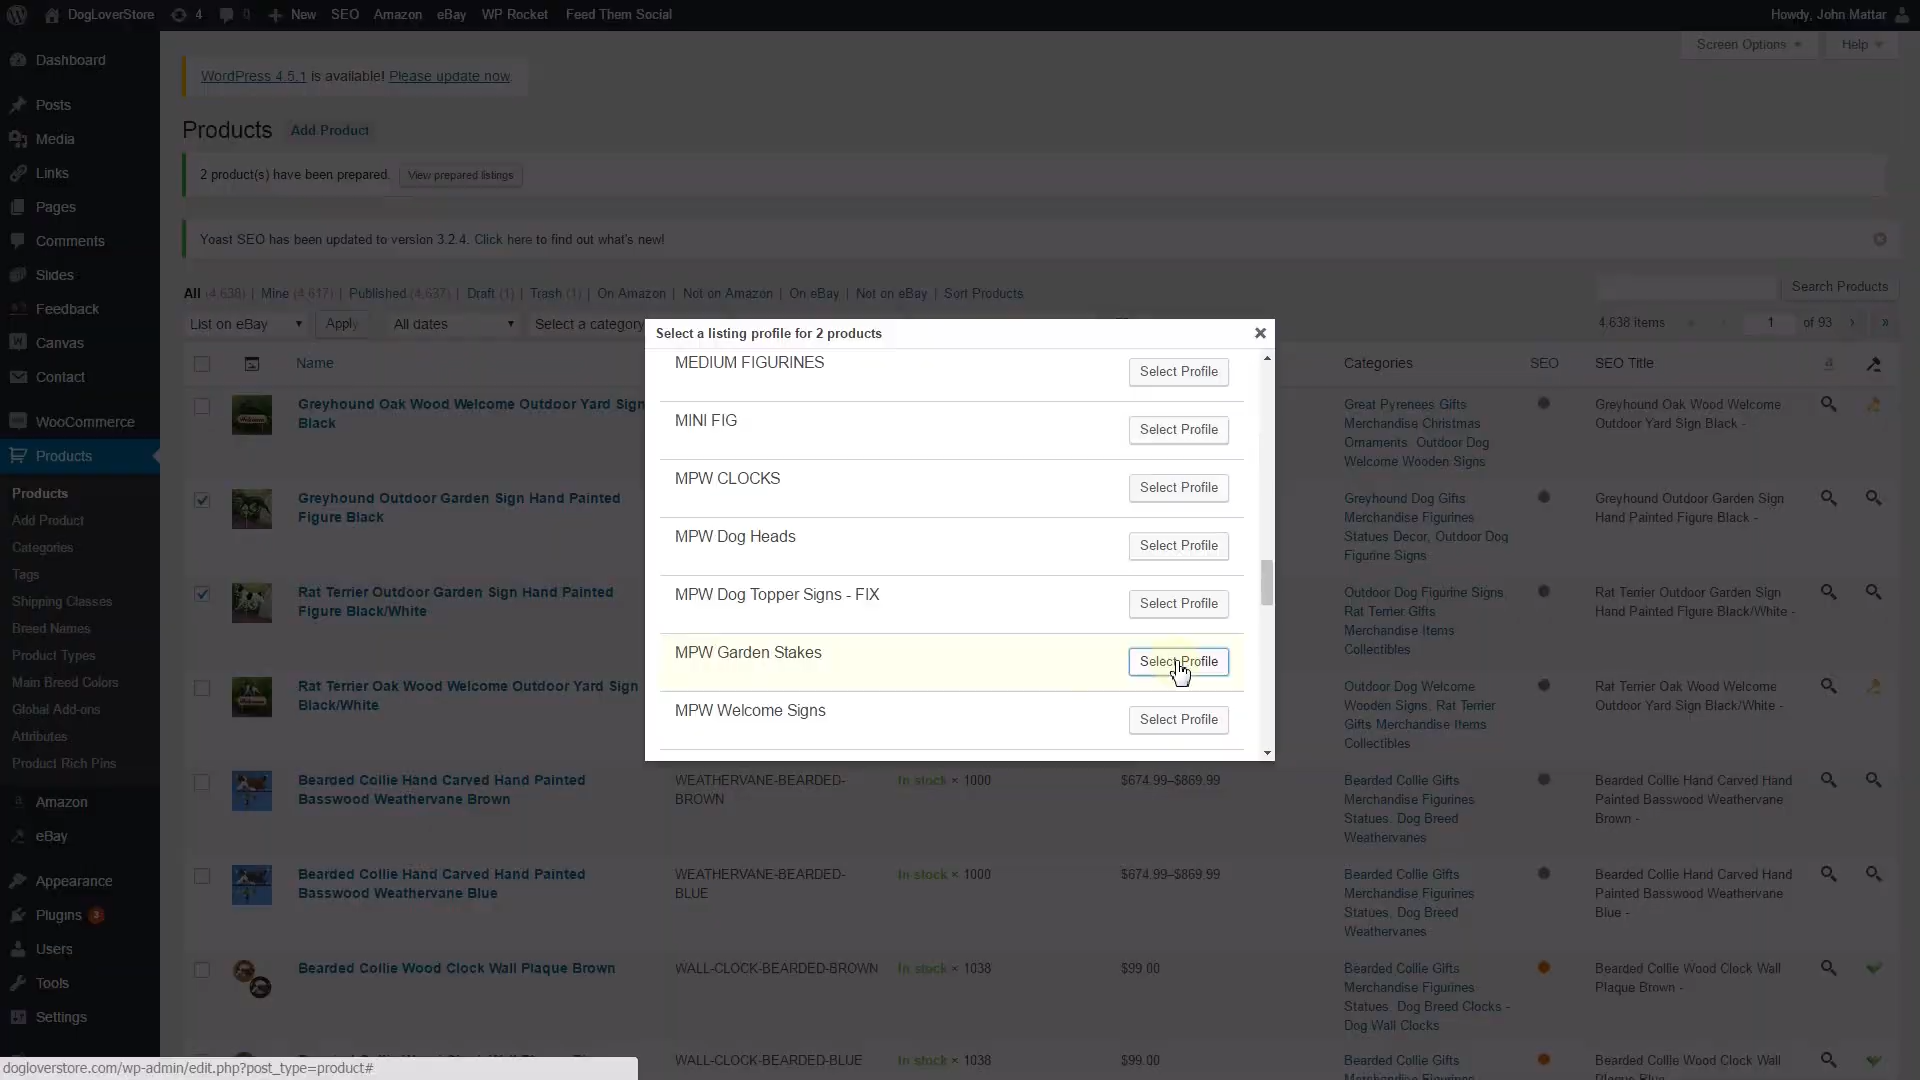 DogLoverStore 4 0 New SEO Amazon eBay WP Rocket Feed Them Social Howdy, John Mattar
Screen Options Help
Dashboard
Posts
Media
Links
Pages
Comments
Slides
Feedback
Canvas
Contact
WooCommerce
Products
Products
Add Product
Categories
Tags
Shipping Classes
Breed Names
Product Types
Main Breed Colors
Global Add-ons
Attributes
Product Rich Pins
Amazon
eBay
Appearance
Plugins 3
Users
Tools
Settings
WordPress 4.5.1 is available! Please update now.
Products Add Product
2 product(s) have been prepared. View prepared listings
Yoast SEO has been updated to version 3.2.4. Click here to find out what's new!
All (4,638) | Mine (4,617) | Published (4,637) | Draft (1) | Trash (1) | On Amazon | Not on Amazon | On eBay | Not on eBay | Sort Products
Search Products
List on eBay Apply All dates Select a category
4,638 items « ‹ 1 of 93 › »
Name Categories SEO SEO Title
Select a listing profile for 2 products
MEDIUM FIGURINES Select Profile
MINI FIG Select Profile
MPW CLOCKS Select Profile
MPW Dog Heads Select Profile
MPW Dog Topper Signs - FIX Select Profile
MPW Garden Stakes Select Profile
MPW Welcome Signs Select Profile
Greyhound Oak Wood Welcome Outdoor Yard Sign
Black
Great Pyrenees Gifts
Merchandise Christmas
Ornaments, Outdoor Dog
Welcome Wooden Signs
Greyhound Oak Wood Welcome
Outdoor Yard Sign Black -
Greyhound Outdoor Garden Sign Hand Painted
Figure Black
Greyhound Dog Gifts
Merchandise Figurines
Statues Decor, Outdoor Dog
Figurine Signs
Greyhound Outdoor Garden Sign
Hand Painted Figure Black -
Rat Terrier Outdoor Garden Sign Hand Painted
Figure Black/White
Outdoor Dog Figurine Signs,
Rat Terrier Gifts
Merchandise Items
Collectibles
Rat Terrier Outdoor Garden Sign
Hand Painted Figure Black/White -
Rat Terrier Oak Wood Welcome Outdoor Yard Sign
Black/White
Outdoor Dog Welcome
Wooden Signs, Rat Terrier
Gifts Merchandise Items
Collectibles
Rat Terrier Oak Wood Welcome
Outdoor Yard Sign Black/White -
Bearded Collie Hand Carved Hand Painted
Basswood Weathervane Brown
WEATHERVANE-BEARDED-
BROWN
In stock × 1000
$674.99–$869.99
Bearded Collie Gifts
Merchandise Figurines
Statues, Dog Breed
Weathervanes
Bearded Collie Hand Carved Hand
Painted Basswood Weathervane
Brown -
Bearded Collie Hand Carved Hand Painted
Basswood Weathervane Blue
WEATHERVANE-BEARDED-
BLUE
In stock × 1000
$674.99–$869.99
Bearded Collie Gifts
Merchandise Figurines
Statues, Dog Breed
Weathervanes
Bearded Collie Hand Carved Hand
Painted Basswood Weathervane
Blue -
Bearded Collie Wood Clock Wall Plaque Brown
WALL-CLOCK-BEARDED-BROWN
In stock × 1038
$99.00
Bearded Collie Gifts
Merchandise Figurines
Statues, Dog Breed Clocks -
Dog Wall Clocks
Bearded Collie Wood Clock Wall
Plaque Brown -
WALL-CLOCK-BEARDED-BLUE
In stock × 1038
$99.00
Bearded Collie Gifts
Merchandise Figurines
Bearded Collie Wood Clock Wall
Plaque Blue -
dogloverstore.com/wp-admin/edit.php?post_type=product#